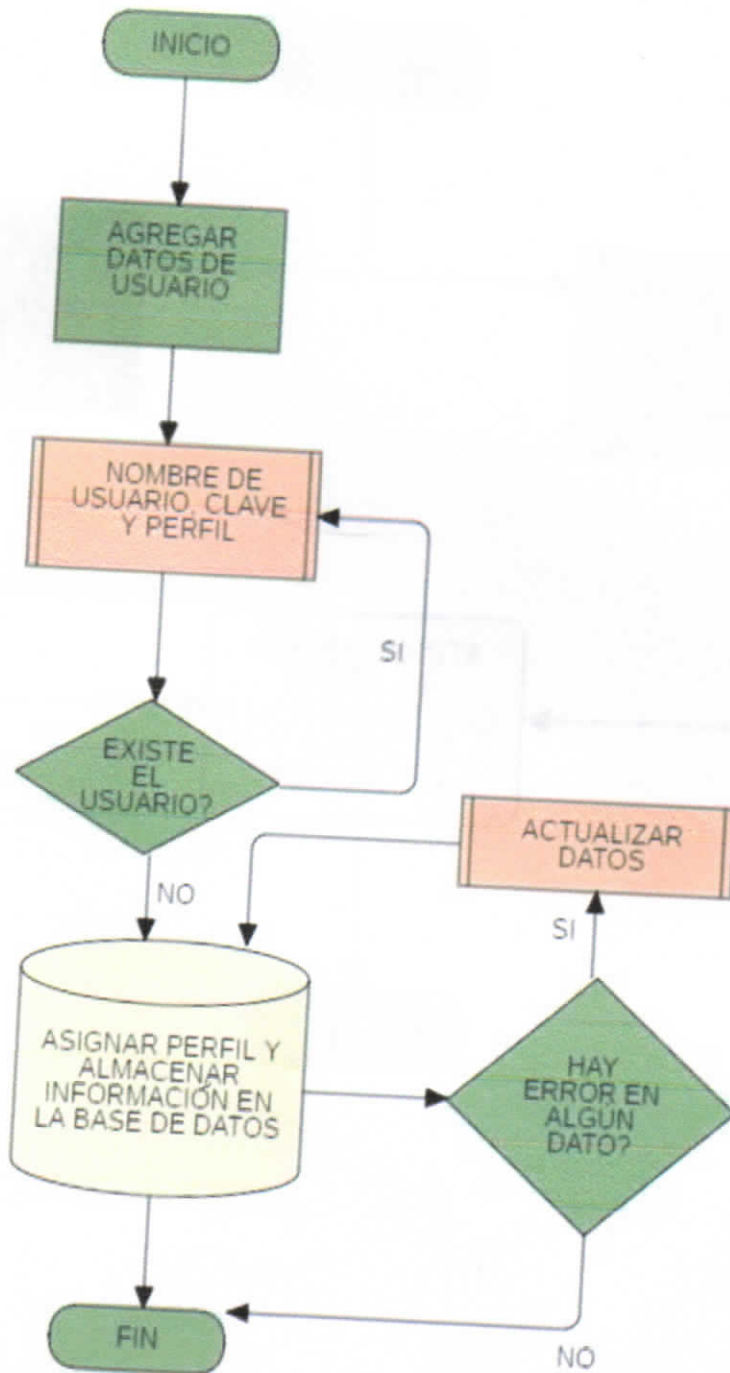 INICIO
AGREGAR
DATOS DE
USUARIO
NOMBRE DE
USUARIO, CLAVE
Y PERFIL
SI
EXISTE
EL
USUARIO?
NO
ACTUALIZAR
DATOS
SI
ASIGNAR PERFIL Y
ALMACENAR
INFORMACIÓN EN
LA BASE DE DATOS
HAY
ERROR EN
ALGÚN
DATO?
FIN
NO